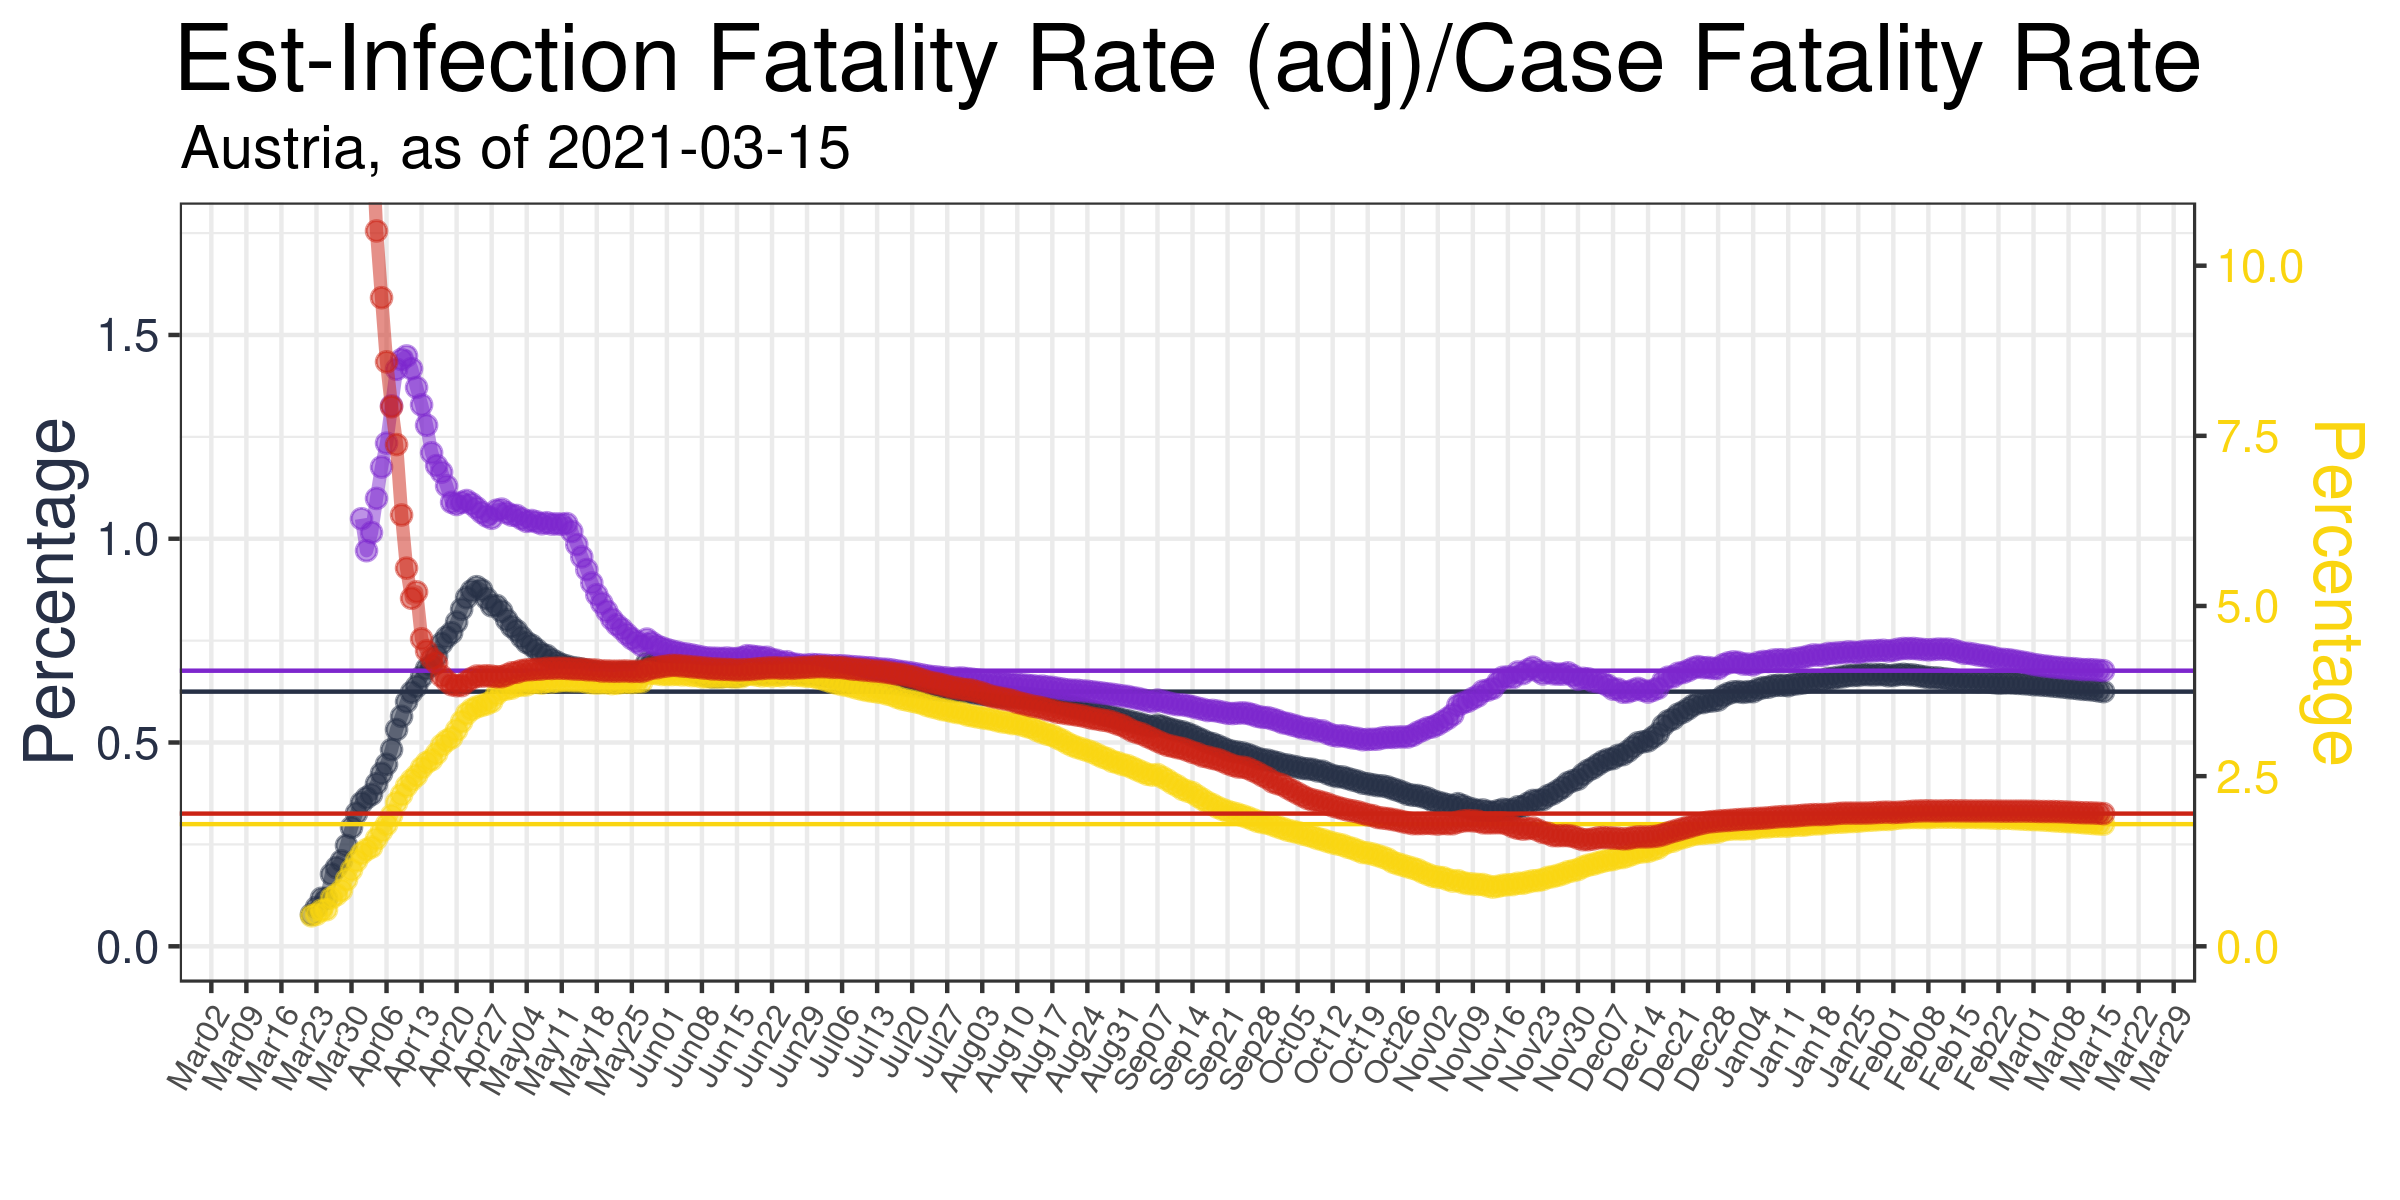 Est-Infection Fatality Rate (adj)/Case Fatality Rate
Austria, as of 2021-03-15
Percentage
1.5
1.0
0.5
0.0
10.0
7.5
5.0
2.5
0.0
Percentage
Mar02
Mar09
Mar16
Mar23
Mar30
Apr06
Apr13
Apr20
Apr27
May04
May11
May18
May25
Jun01
Jun08
Jun15
Jun22
Jun29
Jul06
Jul13
Jul20
Jul27
Aug03
Aug10
Aug17
Aug24
Aug31
Sep07
Sep14
Sep21
Sep28
Oct05
Oct12
Oct19
Oct26
Nov02
Nov09
Nov16
Nov23
Nov30
Dec07
Dec14
Dec21
Dec28
Jan04
Jan11
Jan18
Jan25
Feb01
Feb08
Feb15
Feb22
Mar01
Mar08
Mar15
Mar22
Mar29